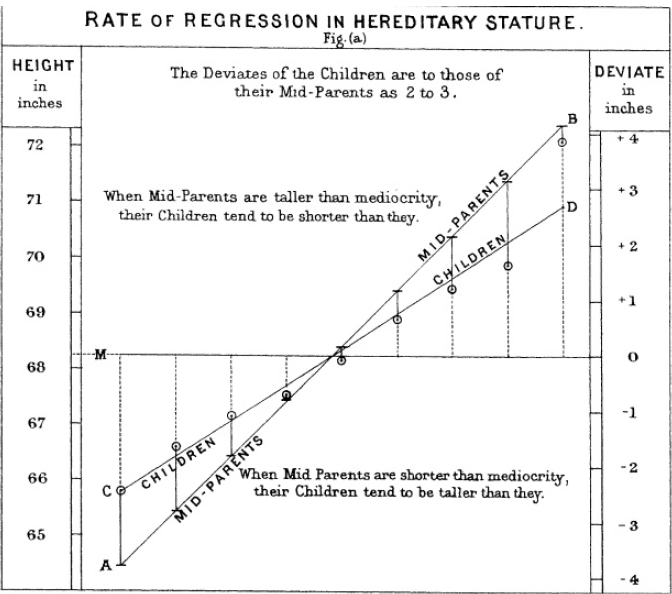 RATE OF REGRESSION IN HEREDITARY STATURE.
Fig.(a)
HEIGHT
in
inches
The Deviates of the Children are to those of
their Mid-Parents as 2 to 3.
DEVIATE
in
inches
72
71
70
69
68
67
66
65
When Mid-Parents are taller than mediocrity,
their Children tend to be shorter than they.
MID-PARENTS
CHILDREN
B
D
M
C
A
CHILDREN
MID-PARENTS
When Mid Parents are shorter than mediocrity,
their Children tend to be taller than they.
+4
+3
+2
+1
0
-1
-2
-3
-4